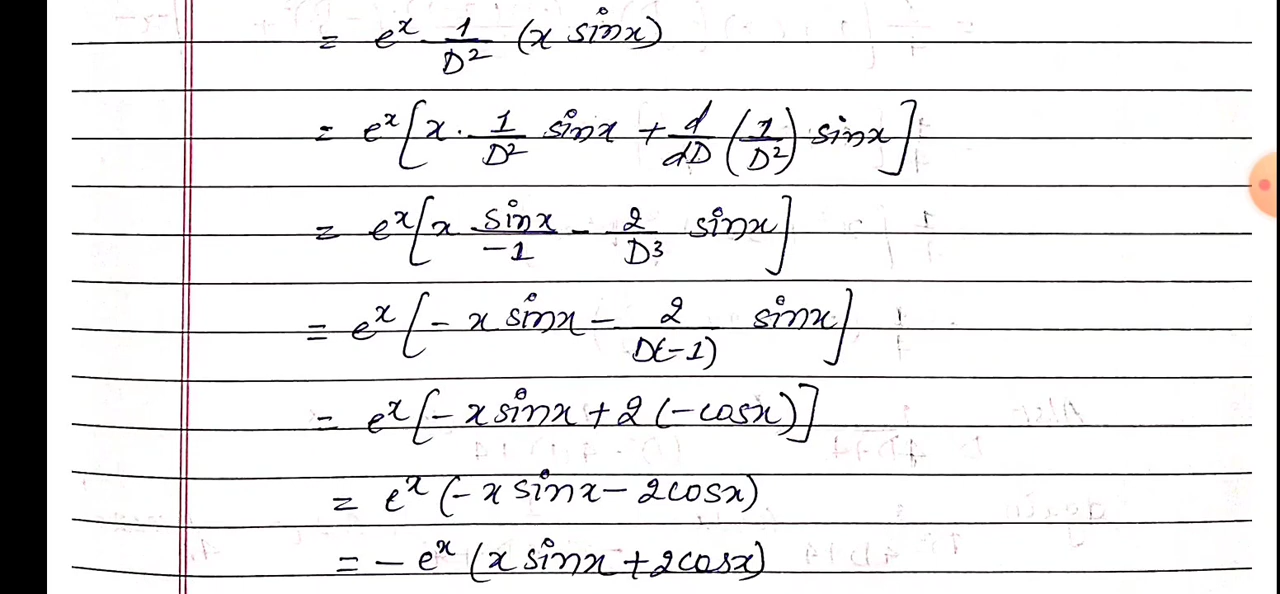 = e^x 1/D² (x sinx)
= e^x [x · 1/D² sinx + d/dD (1/D²) sinx]
= e^x [x sinx/-1 - 2/D³ sinx]
= e^x [- x sinx - 2/D(-1) sinx]
= e^x [- x sinx + 2 (-cosx)]
= e^x (-x sinx - 2cosx)
= - e^x (x sinx + 2cosx)